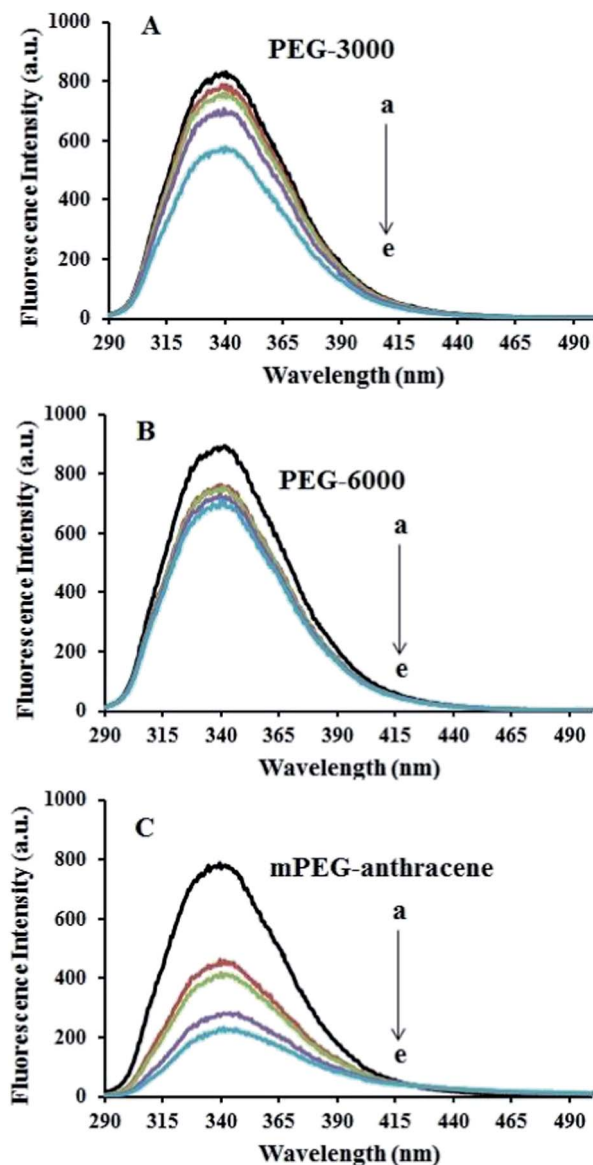 A
PEG-3000
a
e
Fluorescence Intensity (a.u.)
1000
800
600
400
200
0
290 315 340 365 390 415 440 465 490
Wavelength (nm)
B
PEG-6000
a
e
Fluorescence Intensity (a.u.)
1000
800
600
400
200
0
290 315 340 365 390 415 440 465 490
Wavelength (nm)
C
mPEG-anthracene
a
e
Fluorescence Intensity (a.u.)
1000
800
600
400
200
0
290 315 340 365 390 415 440 465 490
Wavelength (nm)